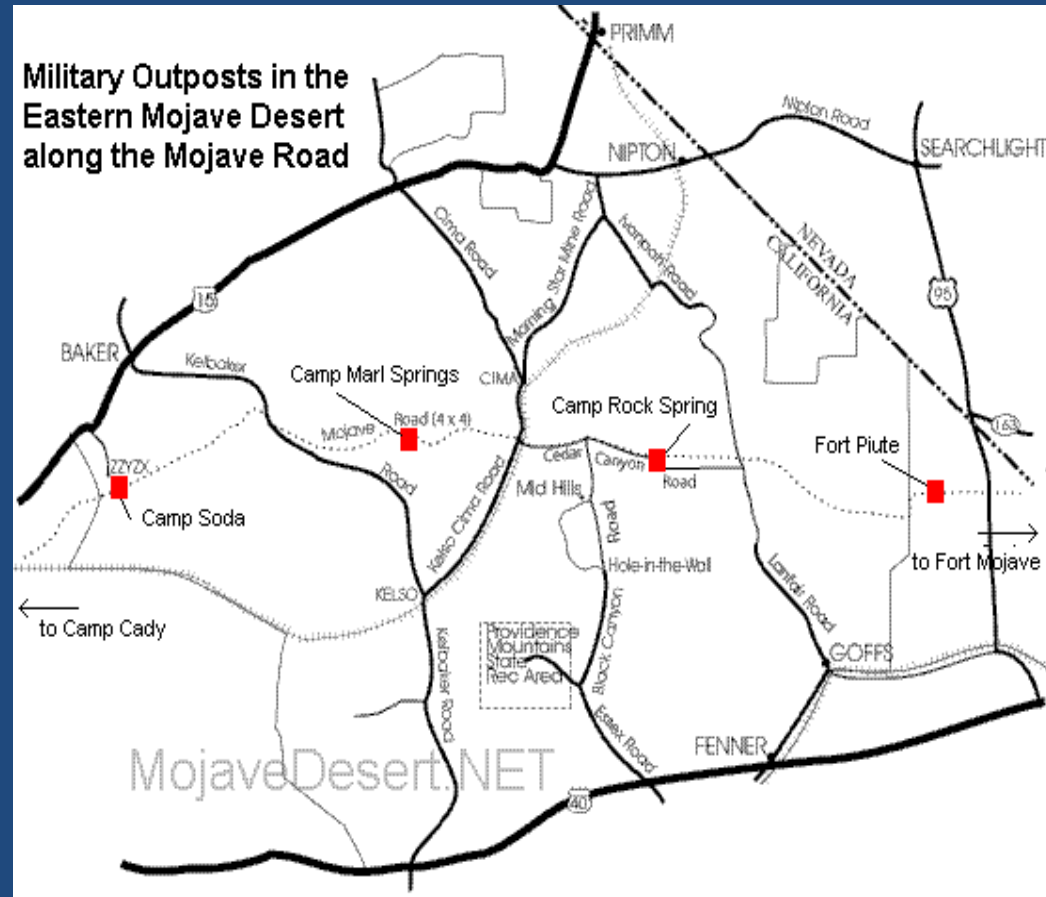 Military Outposts in the
Eastern Mojave Desert
along the Mojave Road
PRIMM
Nipton Road
NIPTON
SEARCHLIGHT
Cima Road
Morning Star Mine Road
Ivanpah Road
NEVADA
CALIFORNIA
15
95
BAKER
Kelbaker
Camp Marl Springs
CIMA
Camp Rock Spring
Mojave
Road (4 x 4)
163
Fort Piute
Cedar
Canyon
Road
ZZYZX
Road
Mid Hills
Camp Soda
Kelso Cima Road
Road
Hole-in-the-Wall
to Fort Mojave
KELSO
Lanfair Road
to Camp Cady
Providence
Mountains
State
Rec Area
Black Canyon
Kelbaker Road
GOFFS
Essex Road
FENNER
MojaveDesert.NET
40